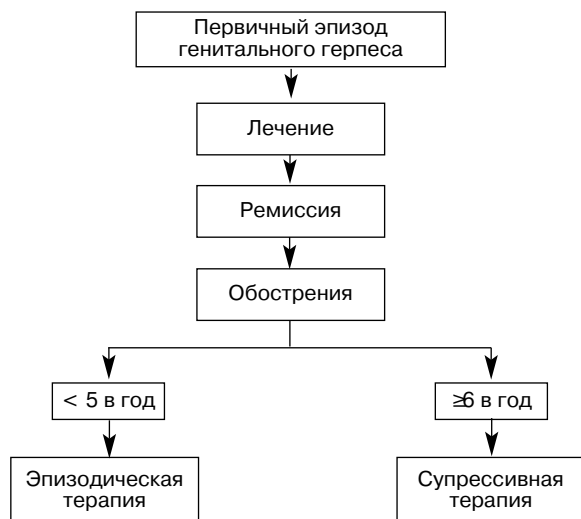 Первичный эпизод
генитального герпеса
Лечение
Ремиссия
Обострения
< 5 в год
≥6 в год
Эпизодическая
терапия
Супрессивная
терапия